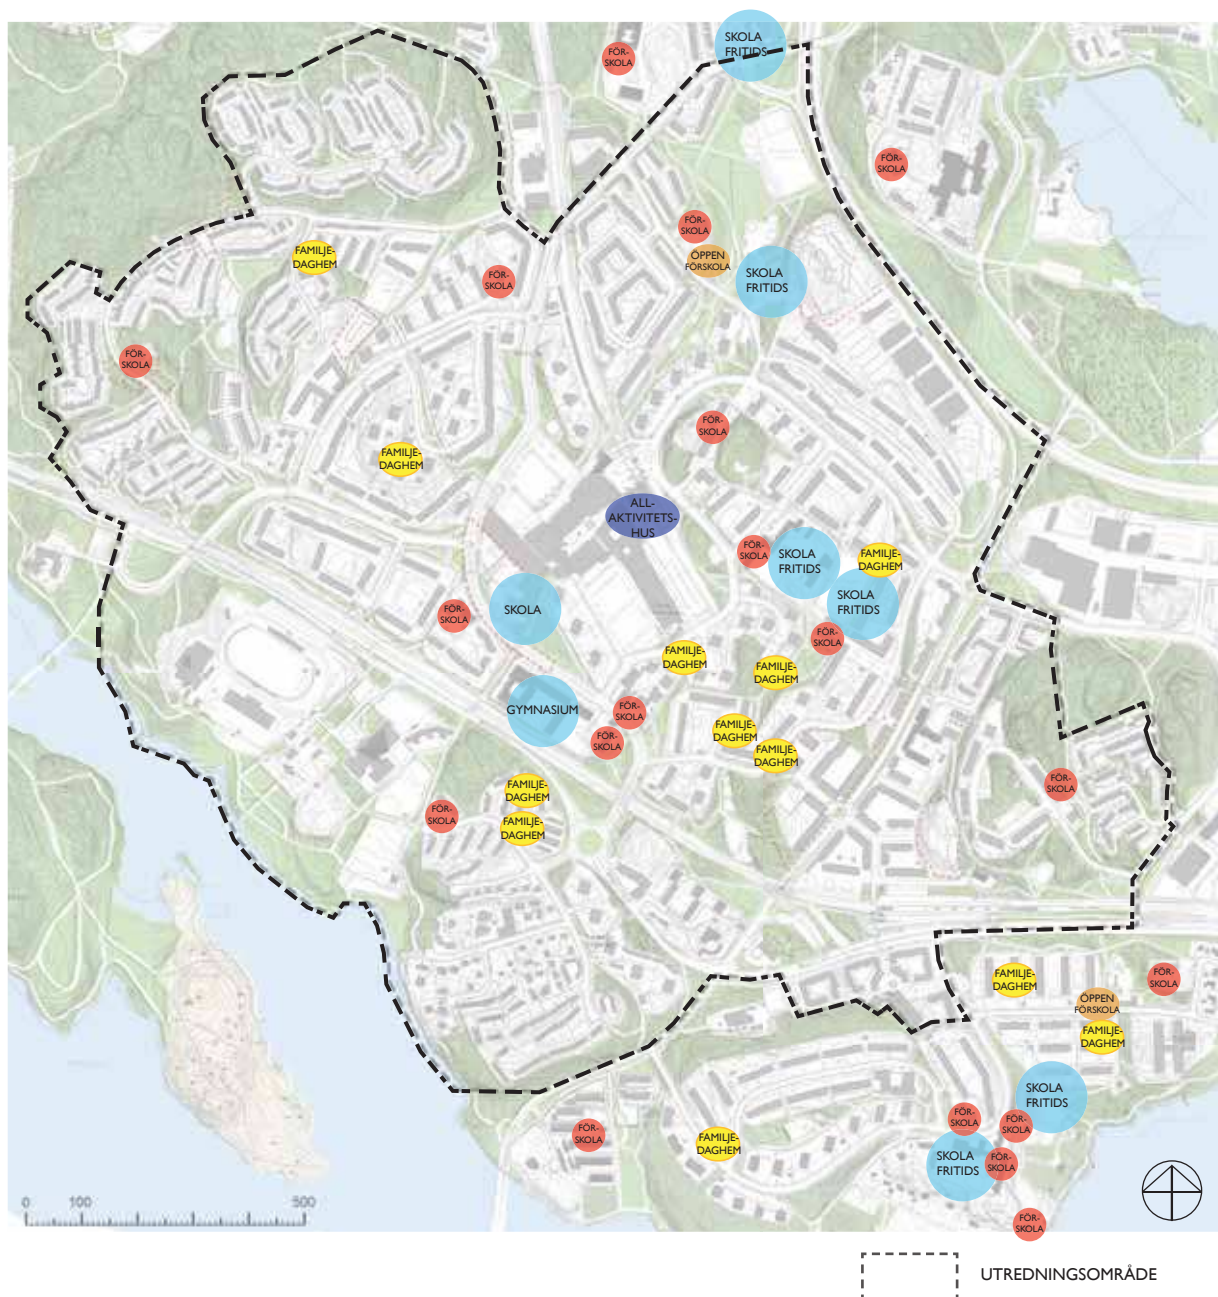 SKOLA
FRITIDS
FÖR-
SKOLA
FÖR-
SKOLA
FÖR-
SKOLA
ÖPPEN
FÖRSKOLA
FAMILJE-
DAGHEM
FÖR-
SKOLA
SKOLA
FRITIDS
FÖR-
SKOLA
FÖR-
SKOLA
FAMILJE-
DAGHEM
ALL-
AKTIVITETS-
HUS
FÖR-
SKOLA
SKOLA
FRITIDS
FAMILJE-
DAGHEM
SKOLA
FRITIDS
FÖR-
SKOLA
SKOLA
FÖR-
SKOLA
FAMILJE-
DAGHEM
FAMILJE-
DAGHEM
GYMNASIUM
FÖR-
SKOLA
FÖR-
SKOLA
FAMILJE-
DAGHEM
FAMILJE-
DAGHEM
FÖR-
SKOLA
FAMILJE-
DAGHEM
FÖR-
SKOLA
FAMILJE-
DAGHEM
FAMILJE-
DAGHEM
FÖR-
SKOLA
ÖPPEN
FÖRSKOLA
FAMILJE-
DAGHEM
SKOLA
FRITIDS
FÖR-
SKOLA
FÖR-
SKOLA
FÖR-
SKOLA
FAMILJE-
DAGHEM
SKOLA
FRITIDS
FÖR-
SKOLA
FÖR-
SKOLA
0 100 500
UTREDNINGSOMRÅDE